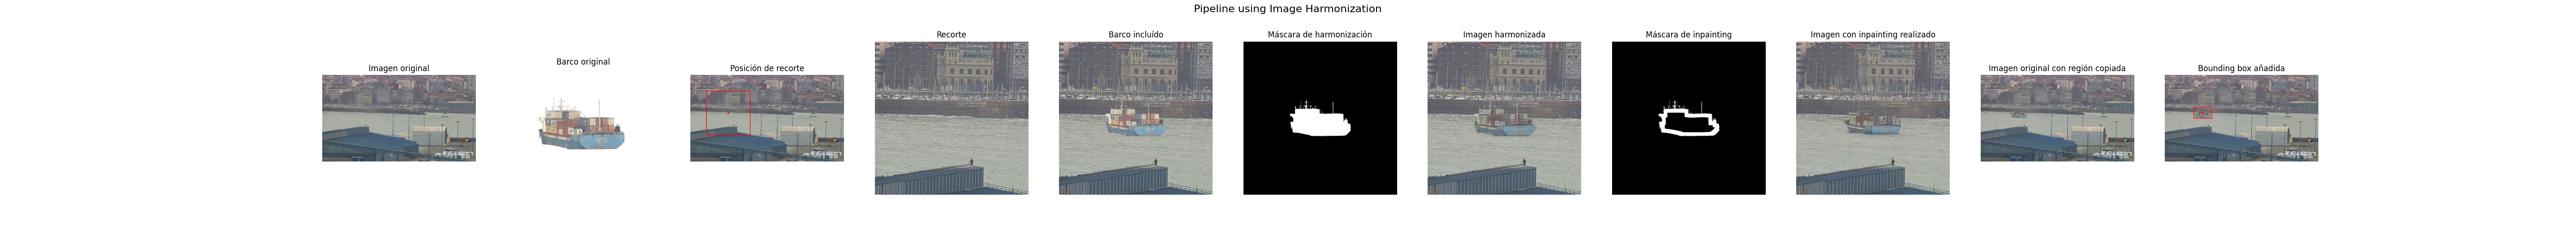 Pipeline using Image Harmonization
Imagen original
Barco original
Posición de recorte
Recorte
Barco incluído
Máscara de harmonización
Imagen harmonizada
Máscara de inpainting
Imagen con inpainting realizado
Imagen original con región copiada
Bounding box añadida